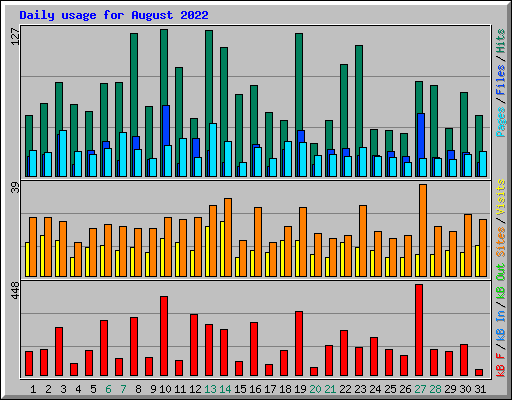 Daily usage for August 2022
127
Pages / Files / Hits
39
Sites / Visits
448
kB F / kB In / kB Out
1 2 3 4 5 6 7 8 9 10 11 12 13 14 15 16 17 18 19 20 21 22 23 24 25 26 27 28 29 30 31